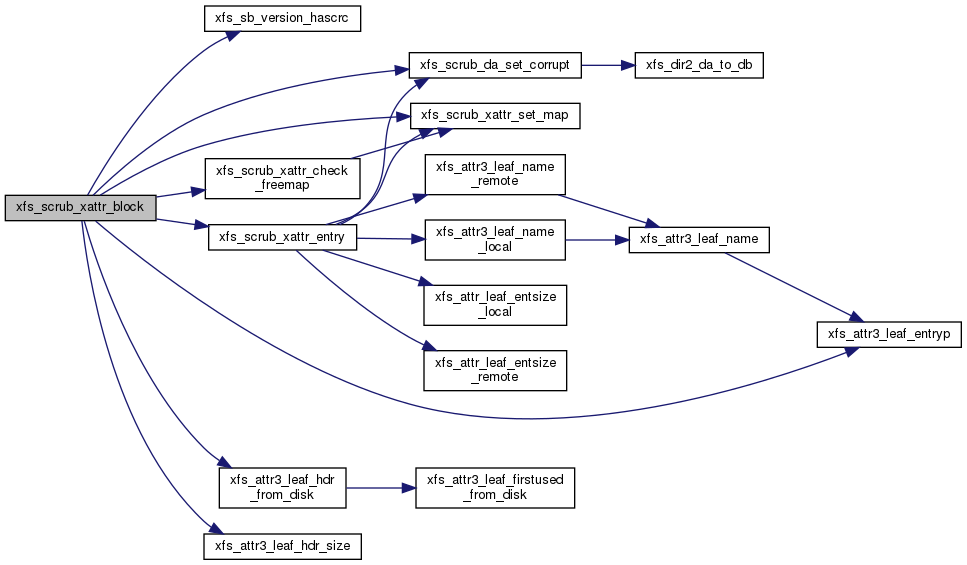 xfs_sb_version_hascrc
xfs_scrub_da_set_corrupt
xfs_dir2_da_to_db
xfs_scrub_xattr_set_map
xfs_scrub_xattr_check
_freemap
xfs_attr3_leaf_name
_remote
xfs_scrub_xattr_block
xfs_scrub_xattr_entry
xfs_attr3_leaf_name
_local
xfs_attr3_leaf_name
xfs_attr_leaf_entsize
_local
xfs_attr3_leaf_entryp
xfs_attr_leaf_entsize
_remote
xfs_attr3_leaf_hdr
_from_disk
xfs_attr3_leaf_firstused
_from_disk
xfs_attr3_leaf_hdr_size